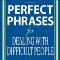 PERFECT
PHRASES
for
DEALING WITH
DIFFICULT PEOPLE